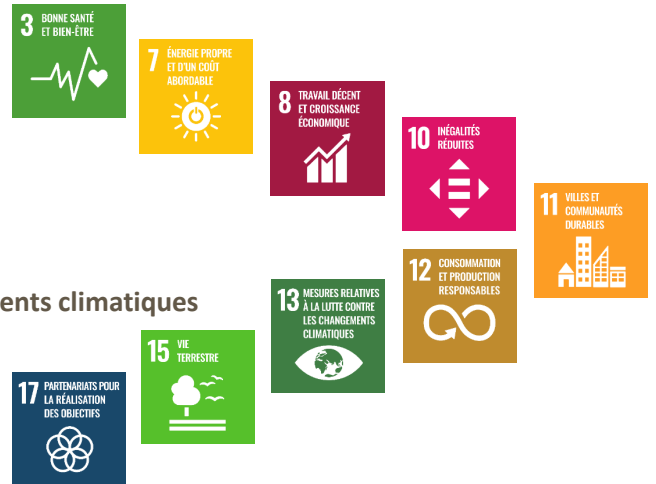 3 BONNE SANTÉ
ET BIEN-ÊTRE
7 ÉNERGIE PROPRE
ET D'UN COÛT
ABORDABLE
8 TRAVAIL DÉCENT
ET CROISSANCE
ÉCONOMIQUE
10 INÉGALITÉS
RÉDUITES
11 VILLES ET
COMMUNAUTÉS
DURABLES
12 CONSOMMATION
ET PRODUCTION
RESPONSABLES
ents climatiques
13 MESURES RELATIVES
À LA LUTTE CONTRE
LES CHANGEMENTS
CLIMATIQUES
15 VIE
TERRESTRE
17 PARTENARIATS POUR
LA RÉALISATION
DES OBJECTIFS